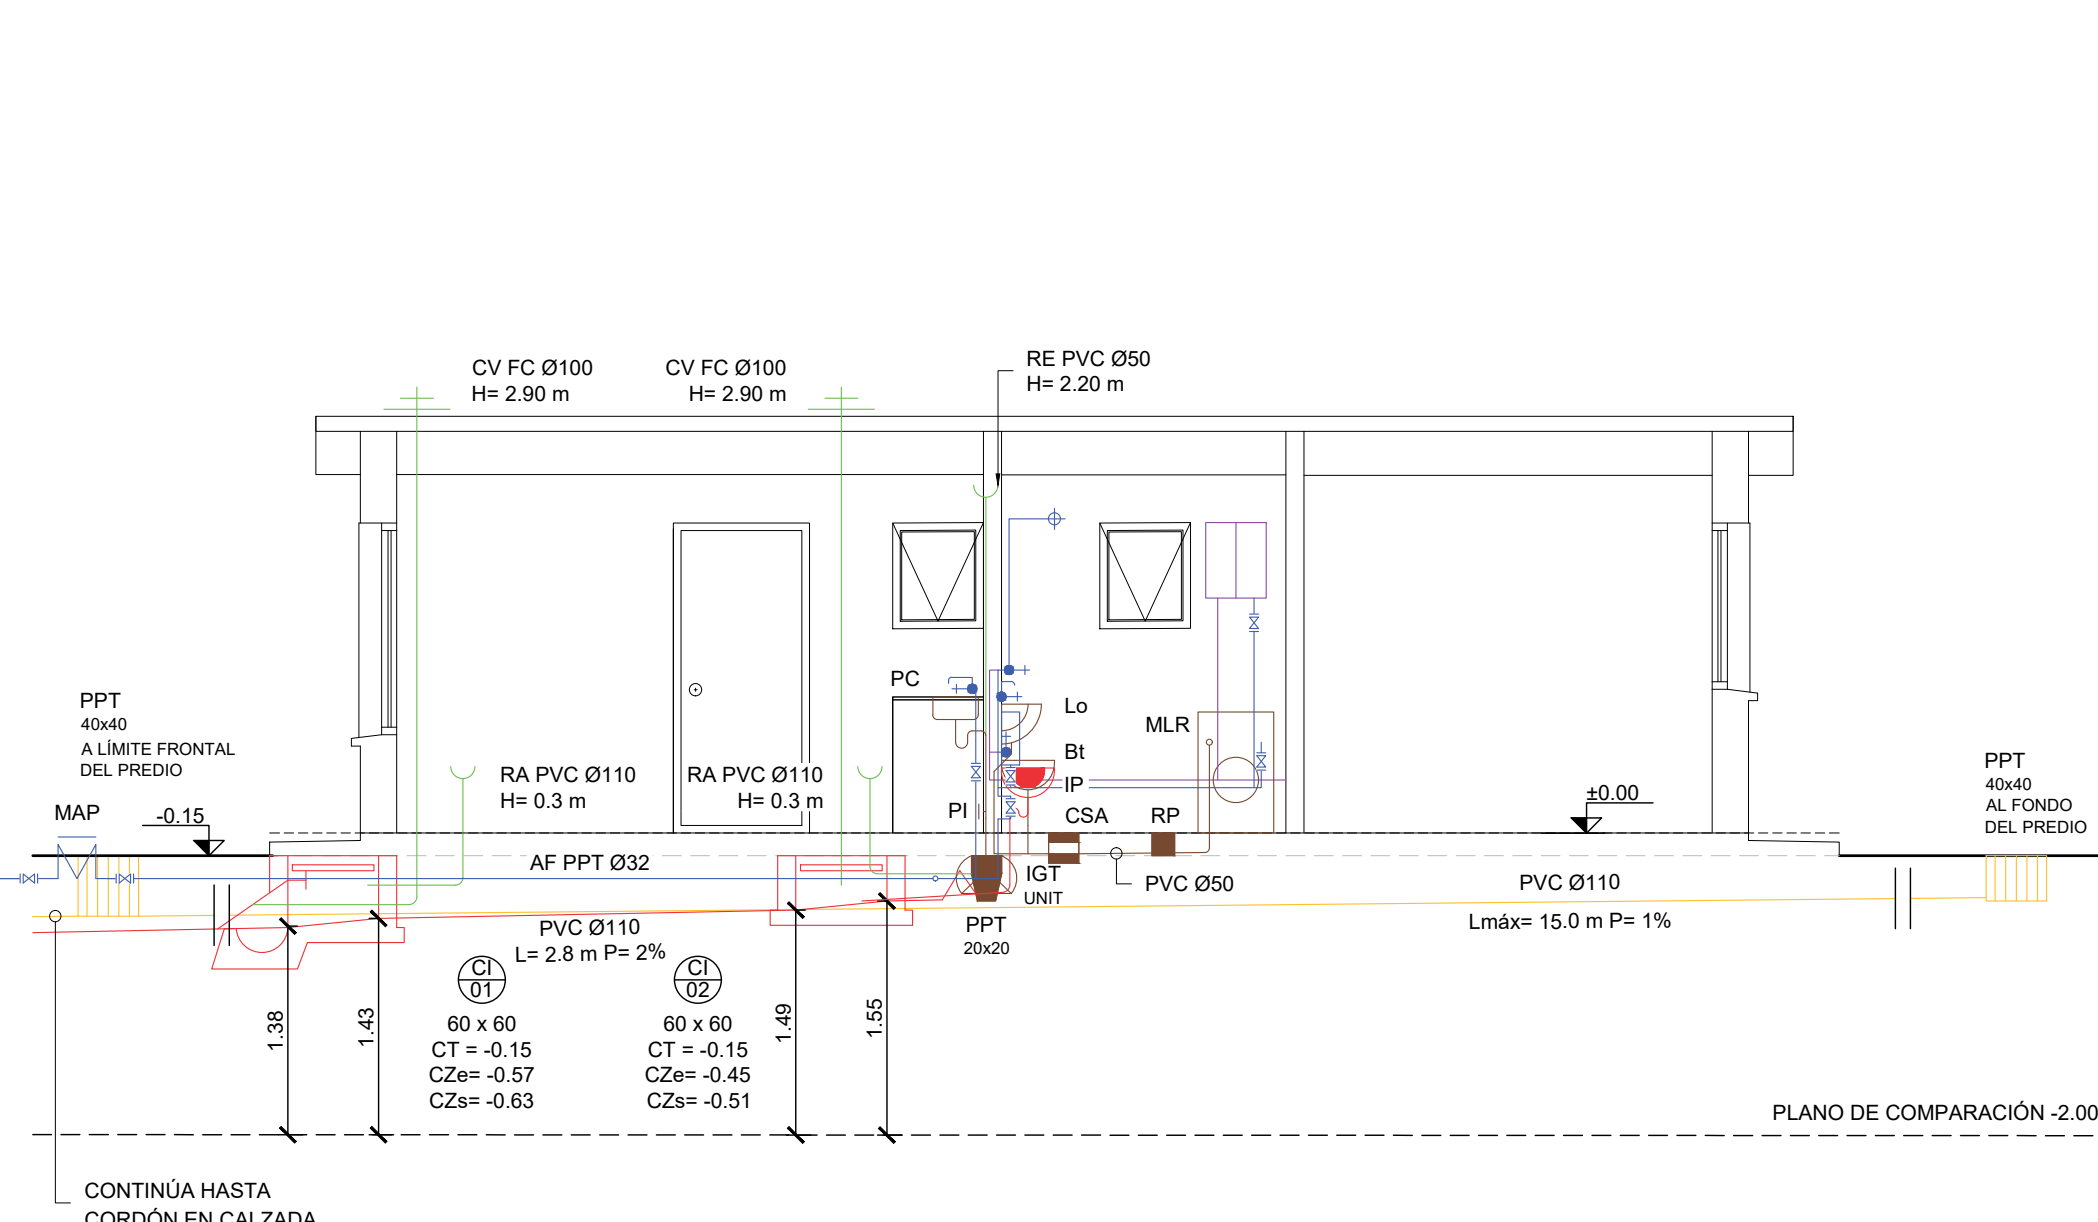 CV FC Ø100
H= 2.90 m
CV FC Ø100
H= 2.90 m
RE PVC Ø50
H= 2.20 m
PPT
40x40
A LÍMITE FRONTAL
DEL PREDIO
MAP
-0.15
RA PVC Ø110
H= 0.3 m
RA PVC Ø110
H= 0.3 m
PC
Lo
Bt
IP
MLR
PI
CSA
RP
±0.00
PPT
40x40
AL FONDO
DEL PREDIO
AF PPT Ø32
IGT
UNIT
PVC Ø50
PVC Ø110
Lmáx= 15.0 m P= 1%
PPT
20x20
PVC Ø110
L= 2.8 m P= 2%
CI
01
60 x 60
CT = -0.15
CZe= -0.57
CZs= -0.63
CI
02
60 x 60
CT = -0.15
CZe= -0.45
CZs= -0.51
1.38
1.43
1.49
1.55
PLANO DE COMPARACIÓN -2.00
CONTINÚA HASTA
CORDÓN EN CALZADA